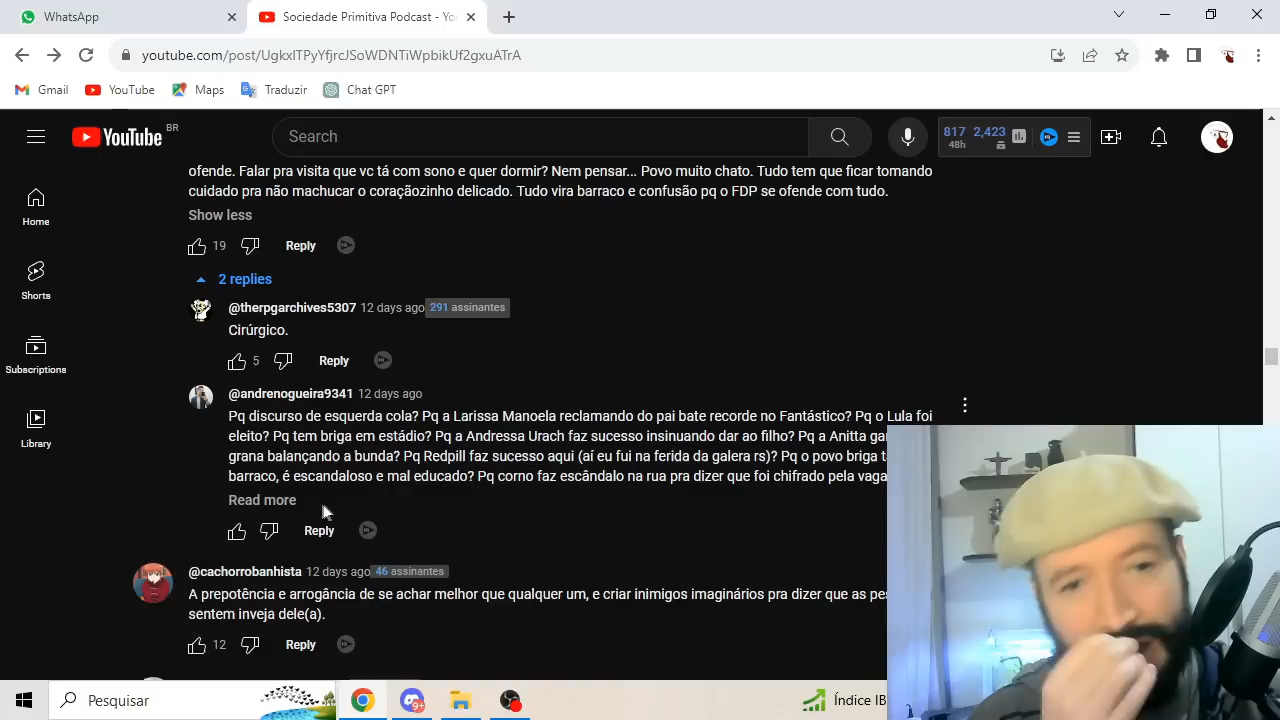 WhatsApp
Sociedade Primitiva Podcast - Yo
youtube.com/post/UgkxITPyYfjrcJSoWDNTiWpbikUf2gxuATrA
Gmail
YouTube
Maps
Traduzir
Chat GPT
YouTube BR
Search
817 2,423
48h
ofende. Falar pra visita que vc tá com sono e quer dormir? Nem pensar... Povo muito chato. Tudo tem que ficar tomando
cuidado pra não machucar o coraçãozinho delicado. Tudo vira barraco e confusão pq o FDP se ofende com tudo.
Show less
19 Reply
2 replies
@therpgarchives5307 12 days ago 291 assinantes
Cirúrgico.
5 Reply
@andrenogueira9341 12 days ago
Pq discurso de esquerda cola? Pq a Larissa Manoela reclamando do pai bate recorde no Fantástico? Pq o Lula foi
eleito? Pq tem briga em estádio? Pq a Andressa Urach faz sucesso insinuando dar ao filho? Pq a Anitta ga
grana balançando a bunda? Pq Redpill faz sucesso aqui (aí eu fui na ferida da galera rs)? Pq o povo briga t
barraco, é escandaloso e mal educado? Pq corno faz escândalo na rua pra dizer que foi chifrado pela vaga
Read more
Reply
@cachorrobanhista 12 days ago 46 assinantes
A prepotência e arrogância de se achar melhor que qualquer um, e criar inimigos imaginários pra dizer que as pe
sentem inveja dele(a).
12 Reply
Home
Shorts
Subscriptions
Library
Pesquisar
9+
Índice IB